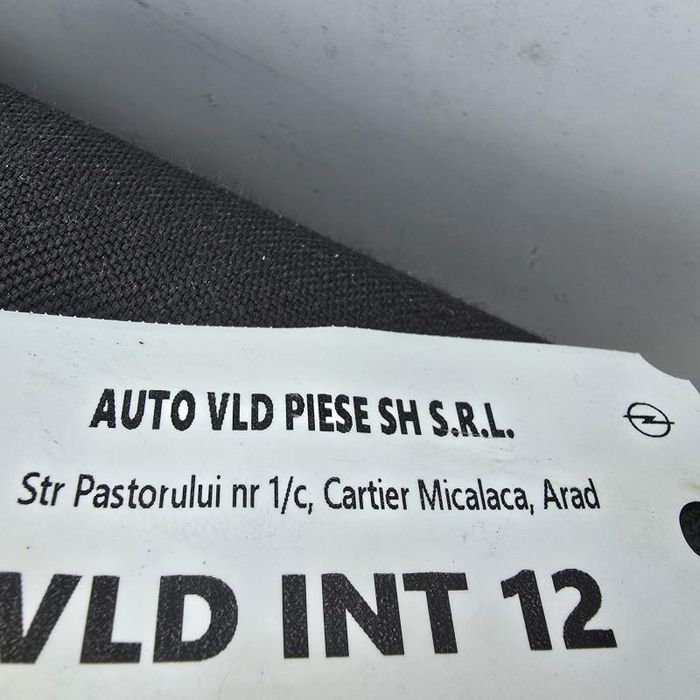 AUTO VLD PIESE SH S.R.L.
Str Pastorului nr 1/c, Cartier Micalaca, Arad
VLD INT 12